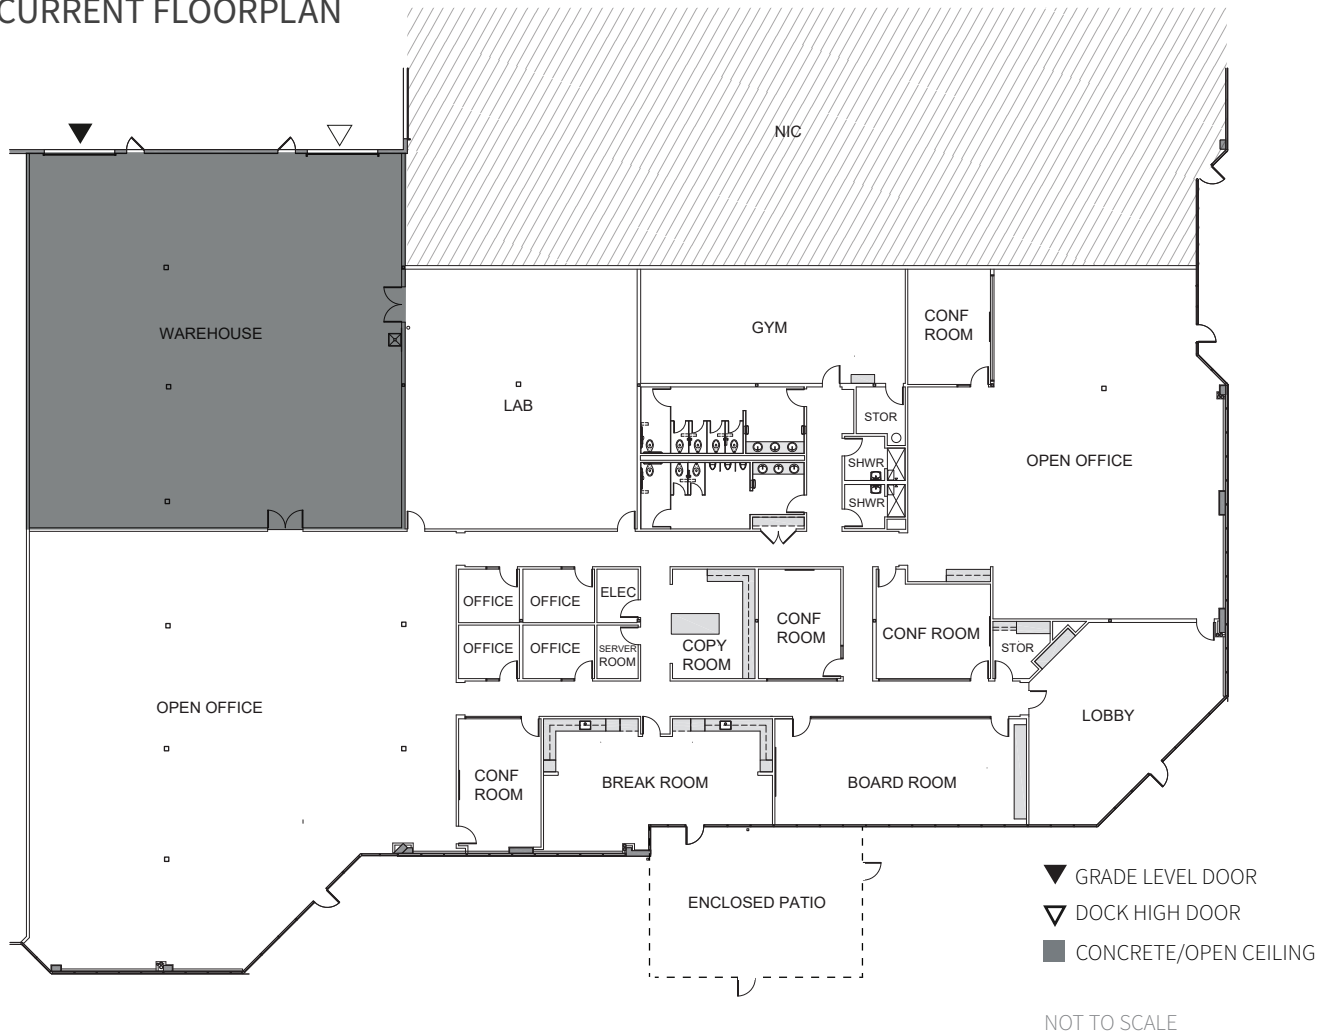 CURRENT FLOORPLAN
NIC
WAREHOUSE
GYM
CONF
ROOM
LAB
STOR
SHWR
SHWR
OPEN OFFICE
OFFICE
OFFICE
ELEC
OFFICE
OFFICE
SERVER
ROOM
COPY
ROOM
CONF
ROOM
CONF ROOM
STOR
OPEN OFFICE
LOBBY
CONF
ROOM
BREAK ROOM
BOARD ROOM
ENCLOSED PATIO
GRADE LEVEL DOOR
DOCK HIGH DOOR
CONCRETE/OPEN CEILING
NOT TO SCALE